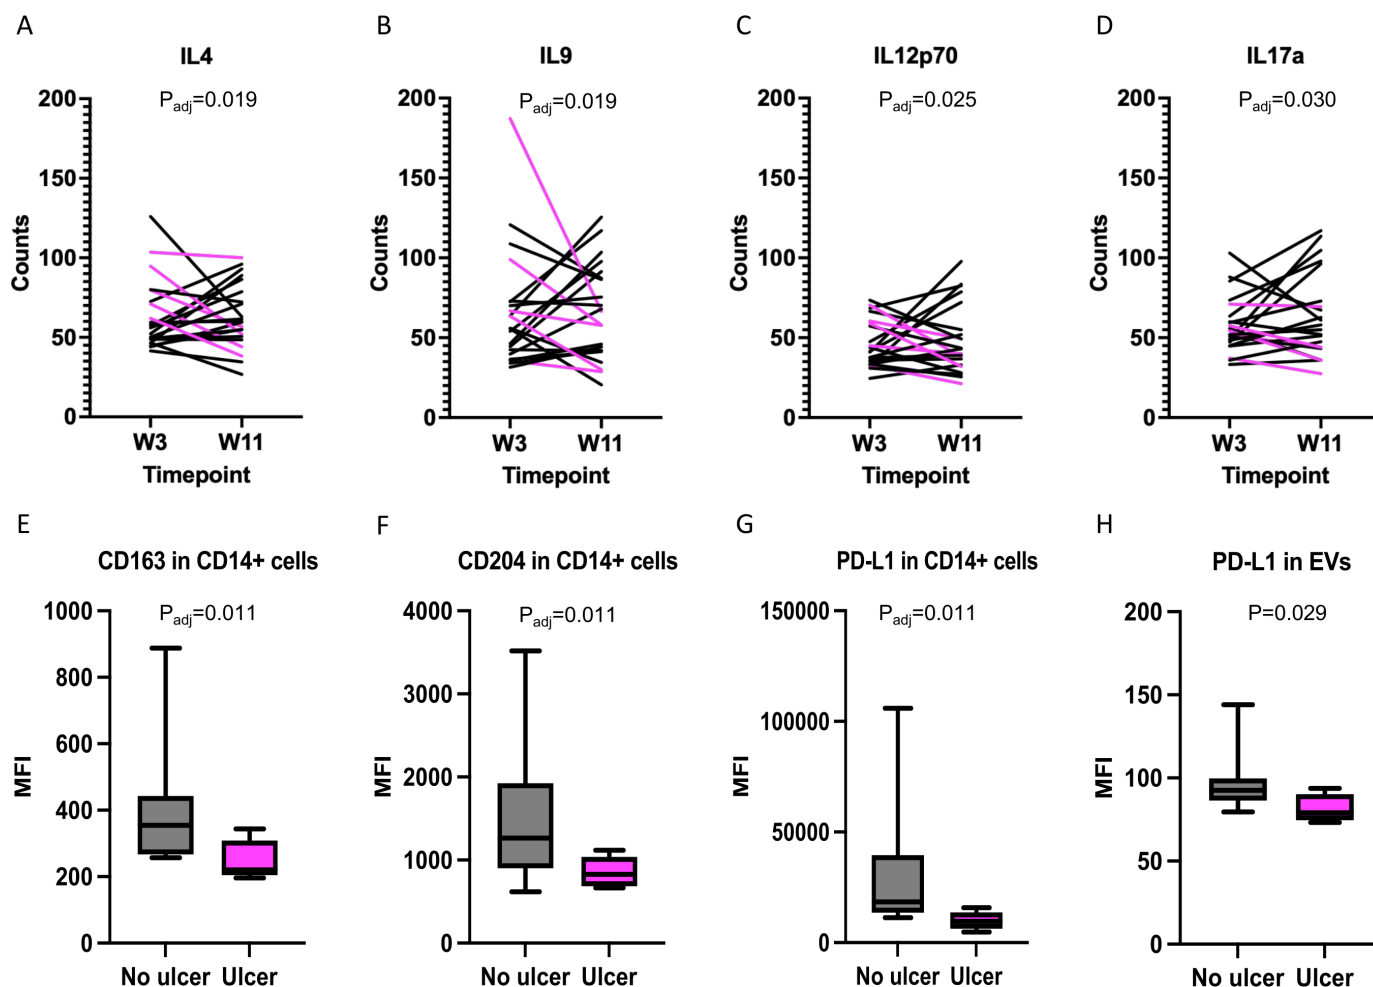 A
B
C
D
IL4
IL9
IL12p70
IL17a
Padj=0.019
Padj=0.019
Padj=0.025
Padj=0.030
200
150
100
50
0
Counts
W3
W11
Timepoint
200
150
100
50
0
Counts
W3
W11
Timepoint
200
150
100
50
0
Counts
W3
W11
Timepoint
200
150
100
50
0
Counts
W3
W11
Timepoint
E
F
G
H
CD163 in CD14+ cells
CD204 in CD14+ cells
PD-L1 in CD14+ cells
PD-L1 in EVs
Padj=0.011
Padj=0.011
Padj=0.011
P=0.029
1000
800
600
400
200
0
MFI
No ulcer
Ulcer
4000
3000
2000
1000
0
MFI
No ulcer
Ulcer
150000
100000
50000
0
MFI
No ulcer
Ulcer
200
150
100
50
0
MFI
No ulcer
Ulcer